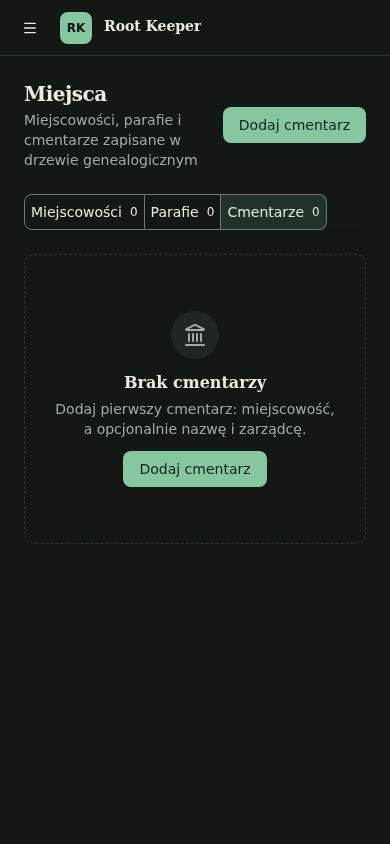 RK
Root Keeper
Miejsca
Miejscowości, parafie i
cmentarze zapisane w
drzewie genealogicznym
Dodaj cmentarz
Miejscowości 0
Parafie 0
Cmentarze 0
Brak cmentarzy
Dodaj pierwszy cmentarz: miejscowość,
a opcjonalnie nazwę i zarządcę.
Dodaj cmentarz